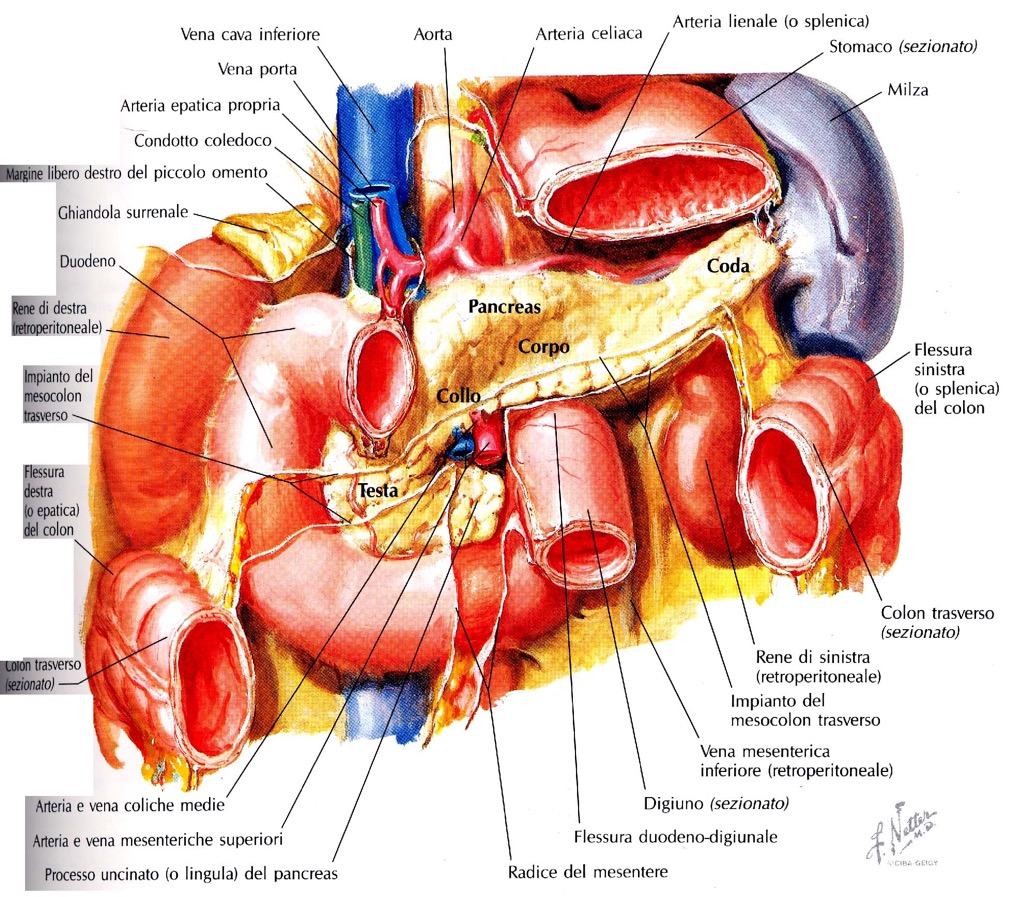 Vena cava inferiore
Aorta
Arteria celiaca
Arteria lienale (o splenica)
Stomaco (sezionato)
Vena porta
Milza
Arteria epatica propria
Condotto coledoco
Margine libero destro del piccolo omento
Ghiandola surrenale
Duodeno
Coda
Rene di destra
(retroperitoneale)
Pancreas
Corpo
Flessura
sinistra
(o splenica)
del colon
Impianto del
mesocolon
trasverso
Collo
Flessura
destra
(o epatica)
del colon
Testa
Colon trasverso
(sezionato)
Colon trasverso
(sezionato)
Rene di sinistra
(retroperitoneale)
Impianto del
mesocolon trasverso
Vena mesenterica
inferiore (retroperitoneale)
Arteria e vena coliche medie
Digiuno (sezionato)
Arteria e vena mesenteriche superiori
Flessura duodeno-digiunale
Processo uncinato (o lingula) del pancreas
Radice del mesentere
F. Netter
M.D.
CIBA-GEIGY